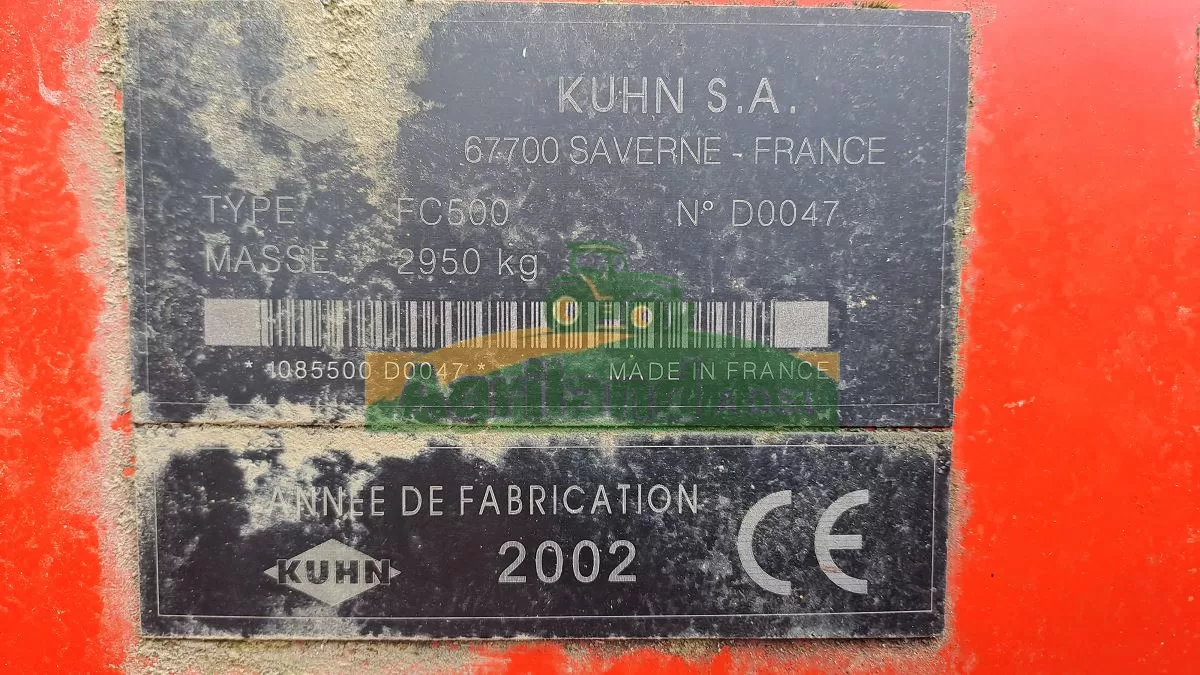 KUHN S.A.
67700 SAVERNE - FRANCE
TYPE FC500 N° D0047
MASSE 2950 kg
* 1085500 D0047 * MADE IN FRANCE
ANNEE DE FABRICATION
KUHN 2002 CE